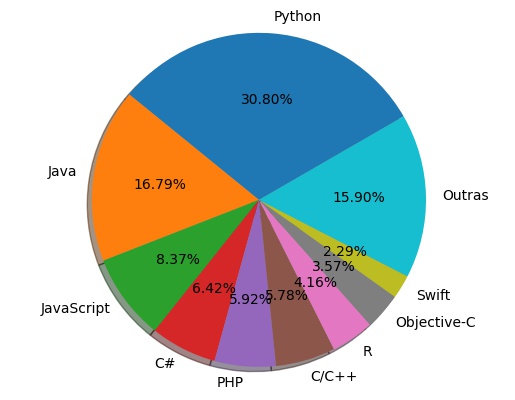 Python
30.80%
Java
16.79%
15.90%
Outras
8.37%
2.29%
3.57%
4.16%
6.42%
5.92%
5.78%
JavaScript
Swift
Objective-C
C#
R
PHP
C/C++